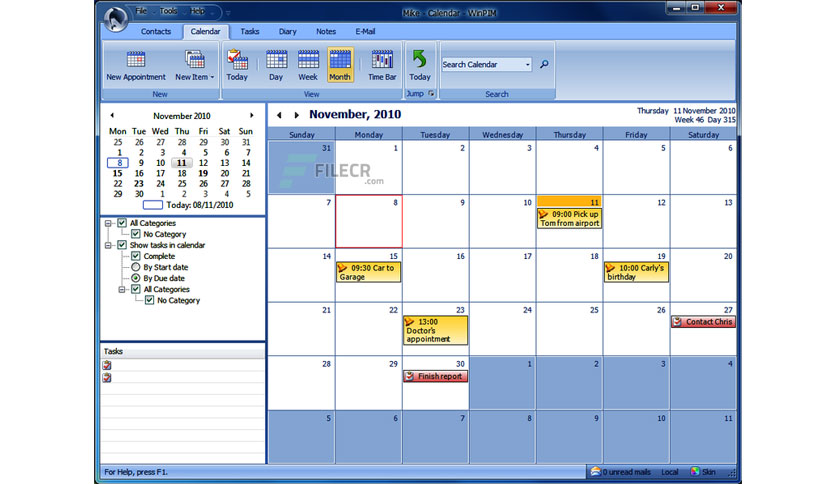 File Tools Help
Mike - Calendar - WinPIM
Contacts Calendar Tasks Diary Notes E-Mail
New Appointment New Item Today Day Week Month Time Bar Today Search Calendar
New View Jump Search
November 2010
Mon Tue Wed Thu Fri Sat Sun
25 26 27 28 29 30 31
1 2 3 4 5 6 7
8 9 10 11 12 13 14
15 16 17 18 19 20 21
22 23 24 25 26 27 28
29 30 1 2 3 4 5
Today: 08/11/2010
All Categories
No Category
Show tasks in calendar
Complete
By Start date
By Due date
All Categories
No Category
Tasks
November, 2010
Thursday 11 November 2010
Week 46 Day 315
Sunday Monday Tuesday Wednesday Thursday Friday Saturday
31 1 2 3 4 5 6
FILECR
.com
7 8 9 10 11 12 13
09:00 Pick up
Tom from airport
14 15 16 17 18 19 20
09:30 Car to
Garage
10:00 Carly's
birthday
21 22 23 24 25 26 27
13:00
Doctor's
appointment
Contact Chris
28 29 30 1 2 3 4
Finish report
5 6 7 8 9 10 11
For Help, press F1.
0 unread mails Local Skin